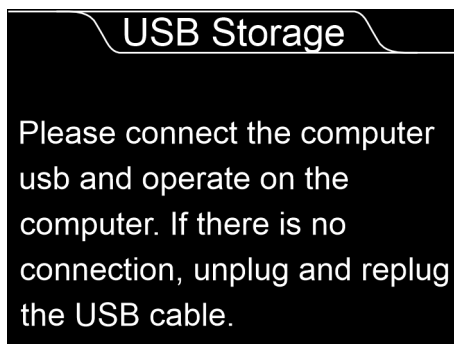 USB Storage
Please connect the computer
usb and operate on the
computer. If there is no
connection, unplug and replug
the USB cable.